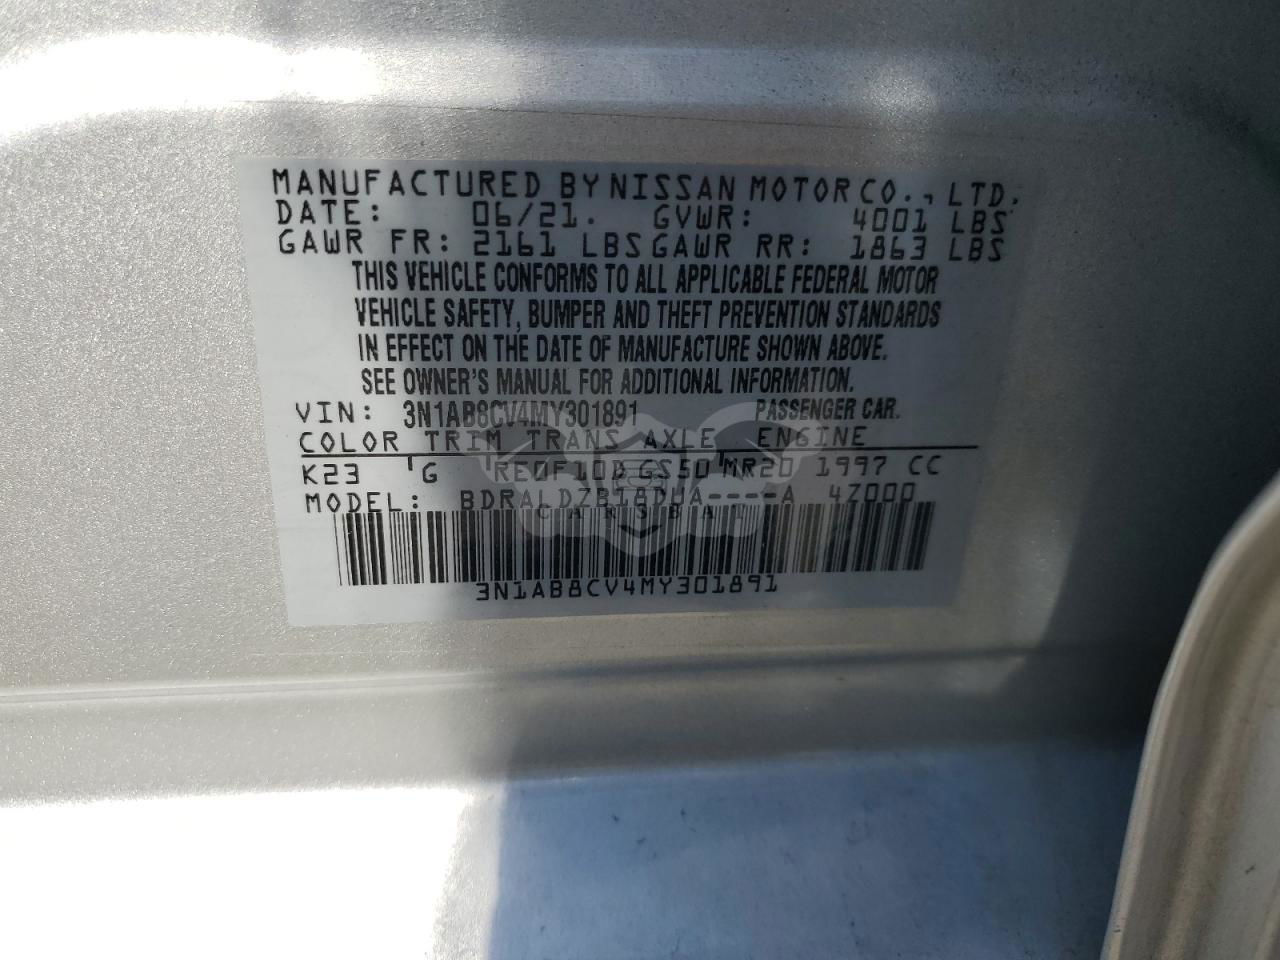 MANUFACTURED BY NISSAN MOTOR CO., LTD.
DATE: 06/21. GVWR: 4001 LBS
GAWR FR: 2161 LBS GAWR RR: 1863 LBS
THIS VEHICLE CONFORMS TO ALL APPLICABLE FEDERAL MOTOR
VEHICLE SAFETY, BUMPER AND THEFT PREVENTION STANDARDS
IN EFFECT ON THE DATE OF MANUFACTURE SHOWN ABOVE.
SEE OWNER'S MANUAL FOR ADDITIONAL INFORMATION.
VIN: 3N1AB8CV4MY301891 PASSENGER CAR.
COLOR TRIM TRANS AXLE ENGINE
K23 G RE0F10D GS50 MR20 1997 CC
MODEL: 47000
3N1AB8CV4MY301891